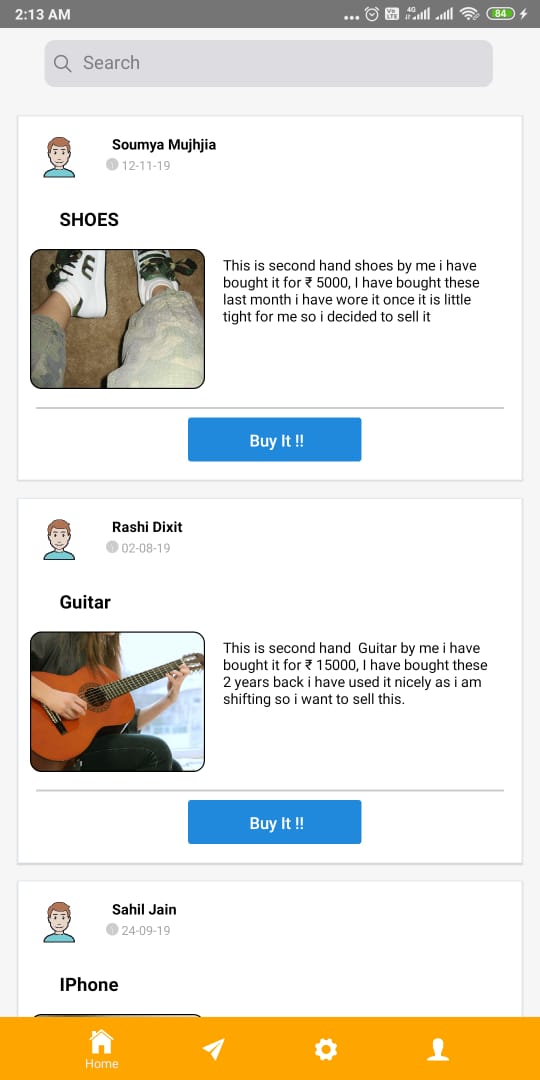 2:13 AM
4G
84
Search
Soumya Mujhjia
12-11-19
SHOES
This is second hand shoes by me i have
bought it for ₹ 5000, I have bought these
last month i have wore it once it is little
tight for me so i decided to sell it
Buy It !!
Rashi Dixit
02-08-19
Guitar
This is second hand  Guitar by me i have
bought it for ₹ 15000, I have bought these
2 years back i have used it nicely as i am
shifting so i want to sell this.
Buy It !!
Sahil Jain
24-09-19
IPhone
Home